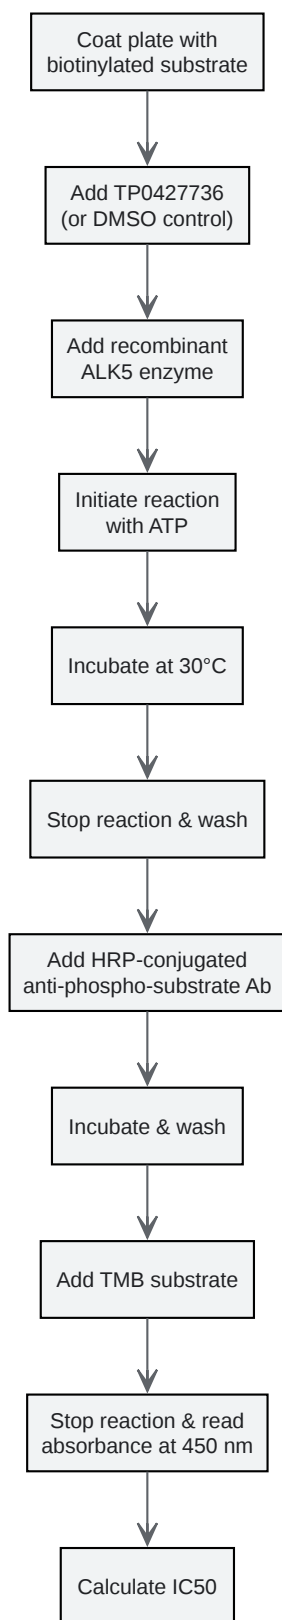 Coat plate with
biotinylated substrate
Add TP0427736
(or DMSO control)
Add recombinant
ALK5 enzyme
Initiate reaction
with ATP
Incubate at 30°C
Stop reaction & wash
Add HRP-conjugated
anti-phospho-substrate Ab
Incubate & wash
Add TMB substrate
Stop reaction & read
absorbance at 450 nm
Calculate IC50